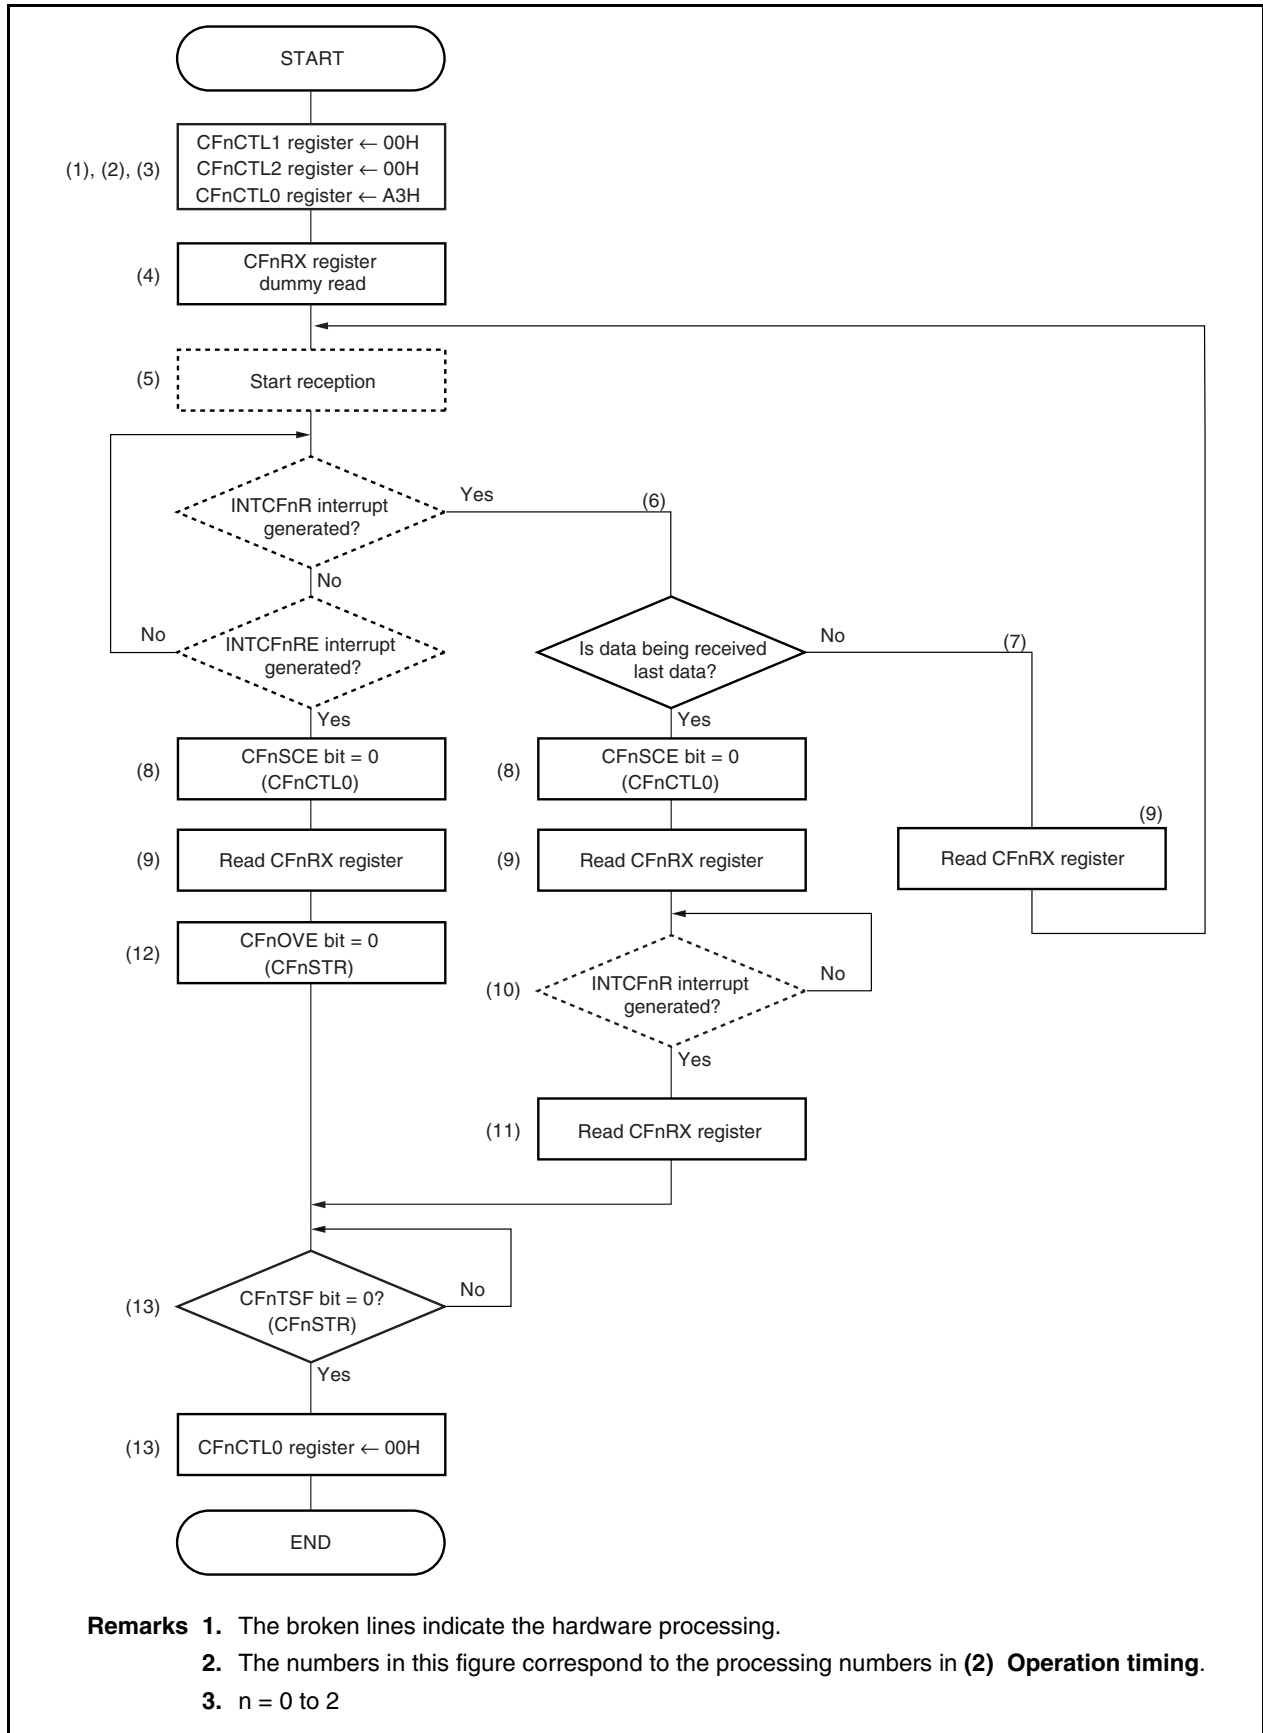 START
(1), (2), (3)
CFnCTL1 register ← 00H
CFnCTL2 register ← 00H
CFnCTL0 register ← A3H
(4)
CFnRX register
dummy read
(5)
Start reception
INTCFnR interrupt
generated?
Yes
(6)
No
INTCFnRE interrupt
generated?
No
Yes
Is data being received
last data?
No
(7)
Yes
(8)
CFnSCE bit = 0
(CFnCTL0)
(8)
CFnSCE bit = 0
(CFnCTL0)
(9)
Read CFnRX register
(9)
Read CFnRX register
(9)
Read CFnRX register
(12)
CFnOVE bit = 0
(CFnSTR)
(10)
INTCFnR interrupt
generated?
No
Yes
(11)
Read CFnRX register
(13)
CFnTSF bit = 0?
(CFnSTR)
No
Yes
(13)
CFnCTL0 register ← 00H
END
Remarks 1. The broken lines indicate the hardware processing.
2. The numbers in this figure correspond to the processing numbers in (2) Operation timing.
3. n = 0 to 2